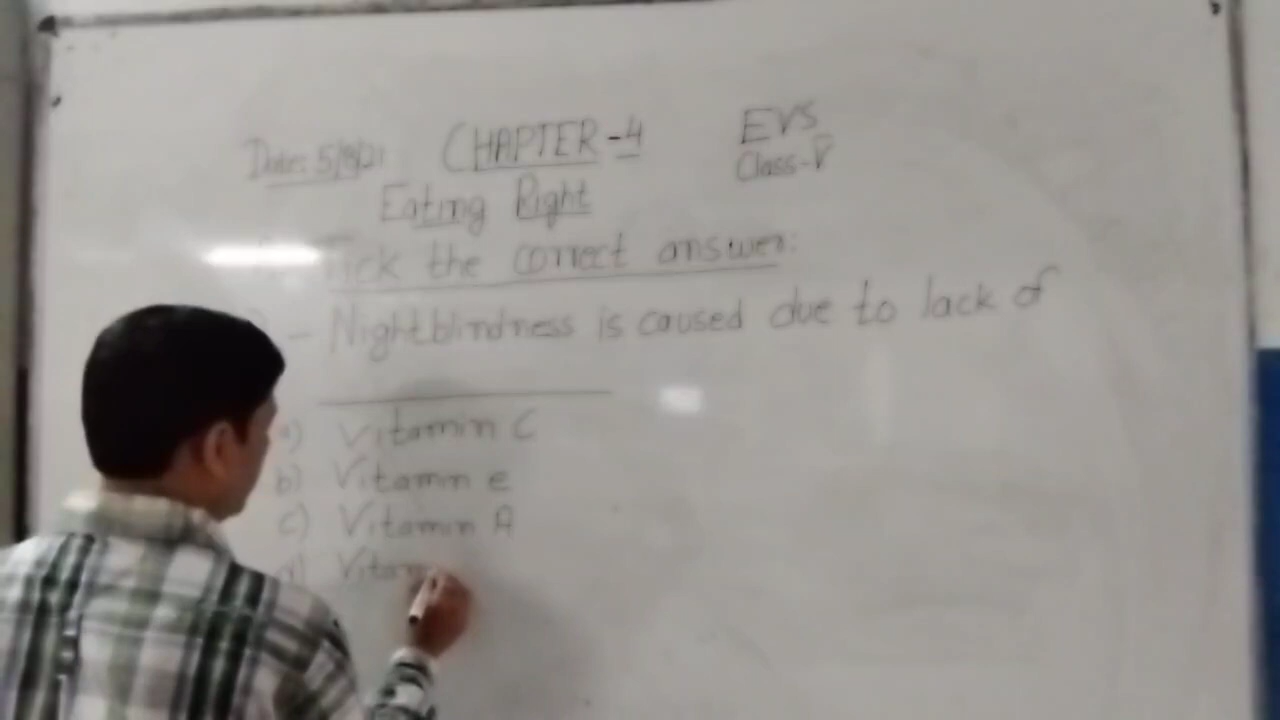 Date: 5/8/21 CHAPTER-4 EVS
Class-V
Eating Right
Tick the correct answer:
- Nightblindness is caused due to lack of
a) Vitamin C
b) Vitamin e
c) Vitamin A
d) Vitam